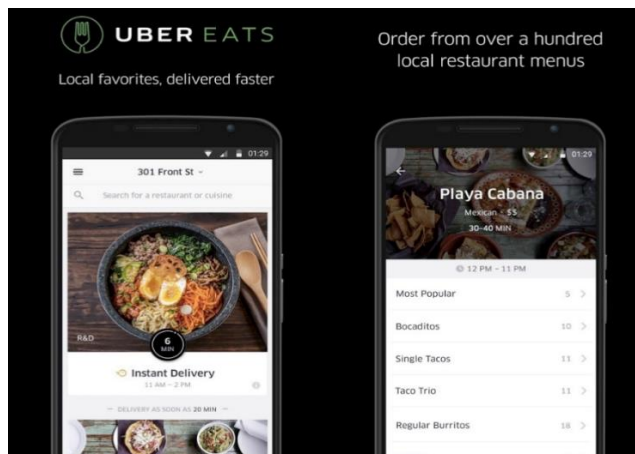 UBER EATS
Local favorites, delivered faster
01:29
301 Front St
Search for a restaurant or cuisine
R&D
6
MIN
Instant Delivery
11 AM – 2 PM
DELIVERY AS SOON AS 20 MIN
Order from over a hundred
local restaurant menus
01:29
Playa Cabana
Mexican · $$
30–40 MIN
12 PM – 11 PM
Most Popular 5
Bocaditos 10
Single Tacos 11
Taco Trio 11
Regular Burritos 16